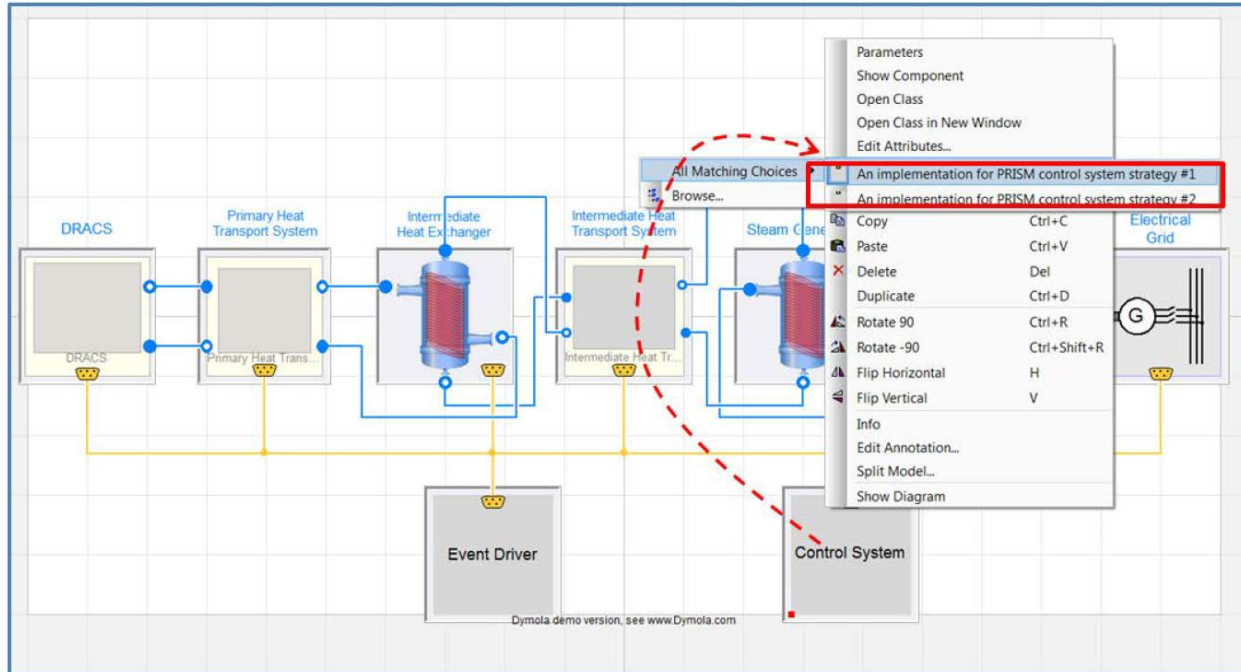 Parameters
Show Component
Open Class
Open Class in New Window
Edit Attributes...
All Matching Choices
Browse...
An implementation for PRISM control system strategy #1
An implementation for PRISM control system strategy #2
Copy Ctrl+C
Paste Ctrl+V
Delete Del
Duplicate Ctrl+D
Rotate 90 Ctrl+R
Rotate -90 Ctrl+Shift+R
Flip Horizontal H
Flip Vertical V
Info
Edit Annotation...
Split Model...
Show Diagram
DRACS
Primary Heat
Transport System
Intermediate
Heat Exchanger
Intermediate Heat
Transport System
Steam Gene
Electrical
Grid
DRACS
Primary Heat Trans...
Intermediate Heat Tr...
G
Event Driver
Control System
Dymola demo version, see www.Dymola.com